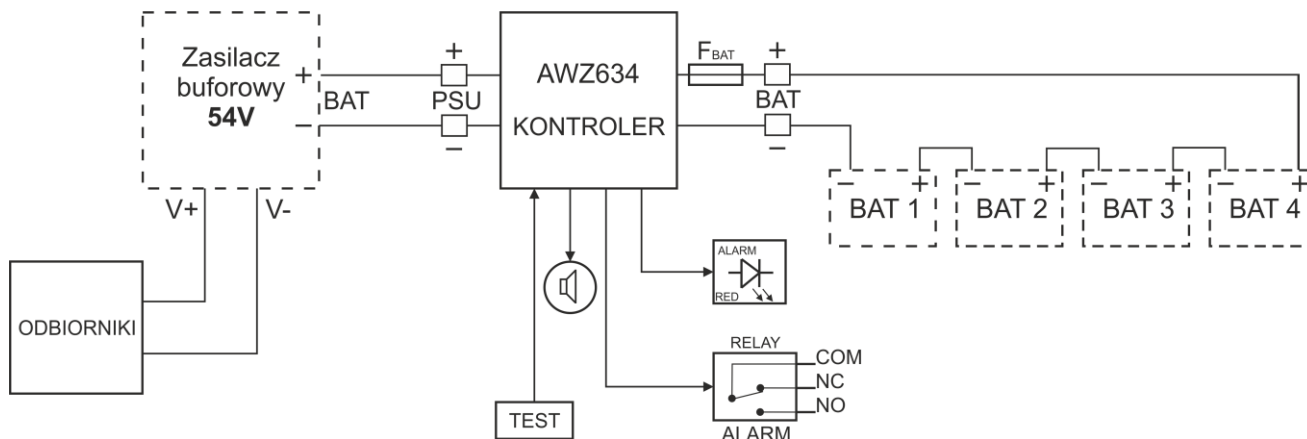 Zasilacz
buforowy
54V
+
−
BAT
+
PSU
−
AWZ634
KONTROLER
FBAT
+
BAT
−
− +
BAT 1
− +
BAT 2
− +
BAT 3
− +
BAT 4
V+
V-
ODBIORNIKI
ALARM
RED
RELAY
COM
NC
NO
ALARM
TEST